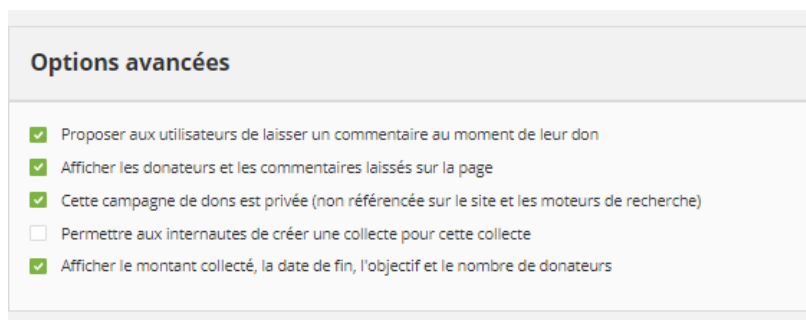 Options avancées
Proposer aux utilisateurs de laisser un commentaire au moment de leur don
Afficher les donateurs et les commentaires laissés sur la page
Cette campagne de dons est privée (non référencée sur le site et les moteurs de recherche)
Permettre aux internautes de créer une collecte pour cette collecte
Afficher le montant collecté, la date de fin, l'objectif et le nombre de donateurs